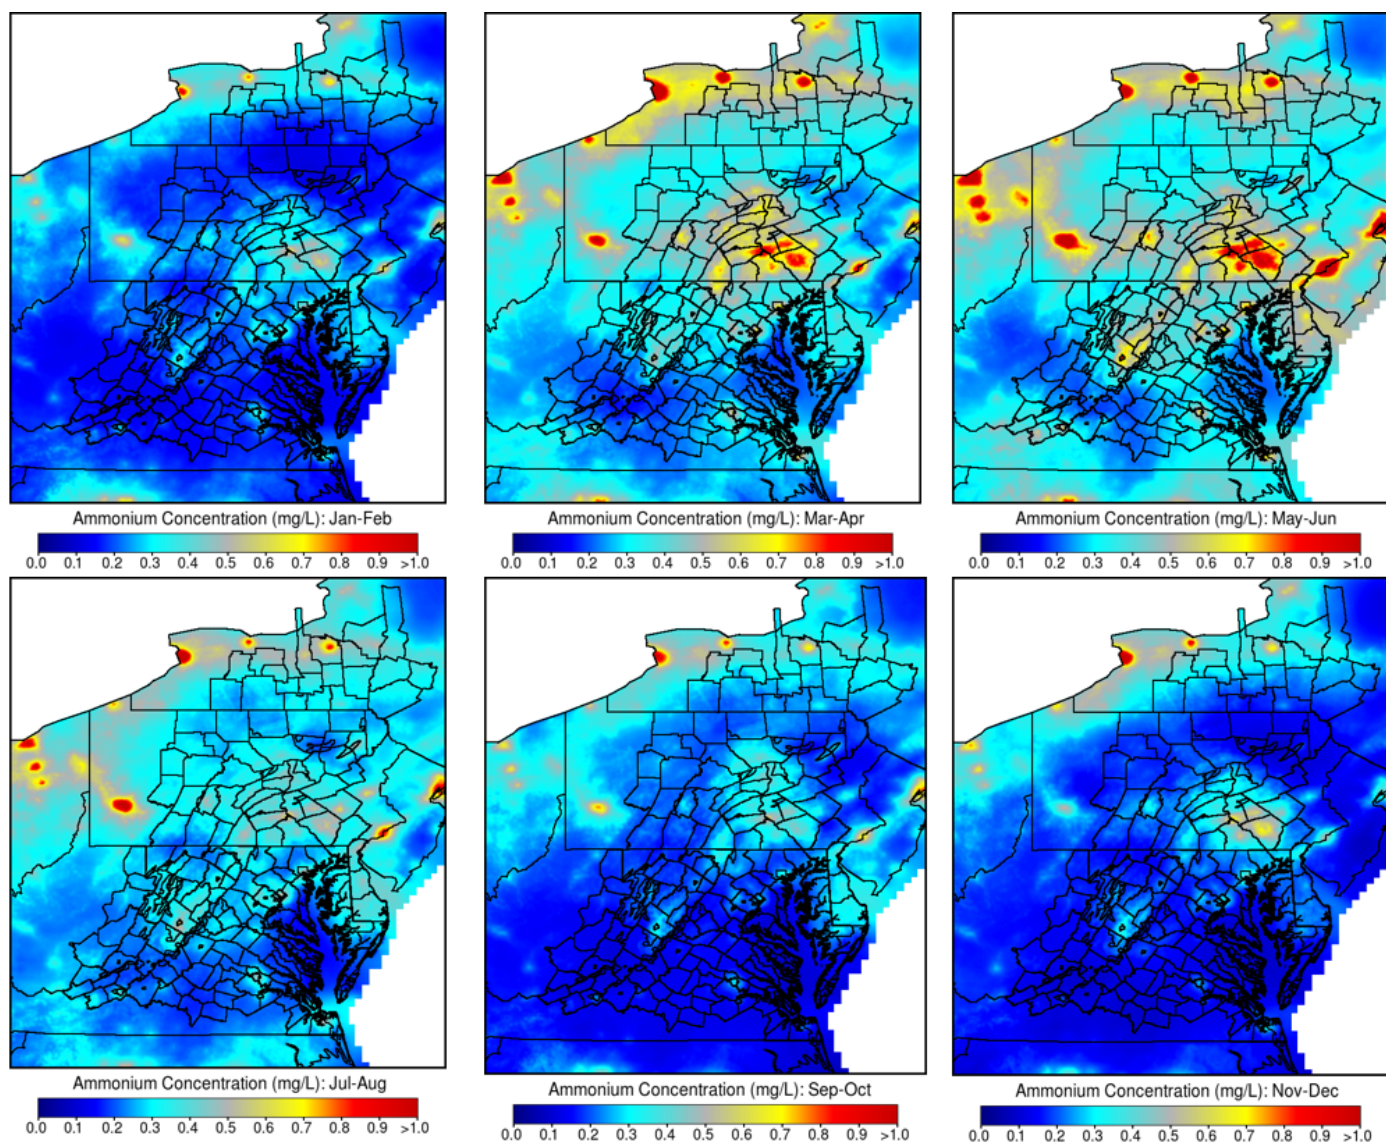 Ammonium Concentration (mg/L): Jan-Feb
0.0 0.1 0.2 0.3 0.4 0.5 0.6 0.7 0.8 0.9 >1.0
Ammonium Concentration (mg/L): Mar-Apr
0.0 0.1 0.2 0.3 0.4 0.5 0.6 0.7 0.8 0.9 >1.0
Ammonium Concentration (mg/L): May-Jun
0.0 0.1 0.2 0.3 0.4 0.5 0.6 0.7 0.8 0.9 >1.0
Ammonium Concentration (mg/L): Jul-Aug
0.0 0.1 0.2 0.3 0.4 0.5 0.6 0.7 0.8 0.9 >1.0
Ammonium Concentration (mg/L): Sep-Oct
0.0 0.1 0.2 0.3 0.4 0.5 0.6 0.7 0.8 0.9 >1.0
Ammonium Concentration (mg/L): Nov-Dec
0.0 0.1 0.2 0.3 0.4 0.5 0.6 0.7 0.8 0.9 >1.0